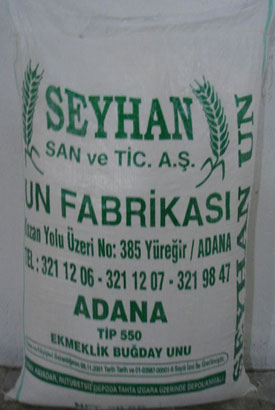 SEYHAN
SAN ve TİC. A.Ş.
UN FABRİKASI
Yolu Üzeri No: 385 Yüreğir / ADANA
TEL : 321 12 06 - 321 12 07 - 321 98 47
ADANA
TİP 550
EKMEKLİK BUĞDAY UNU
SEYHAN UN